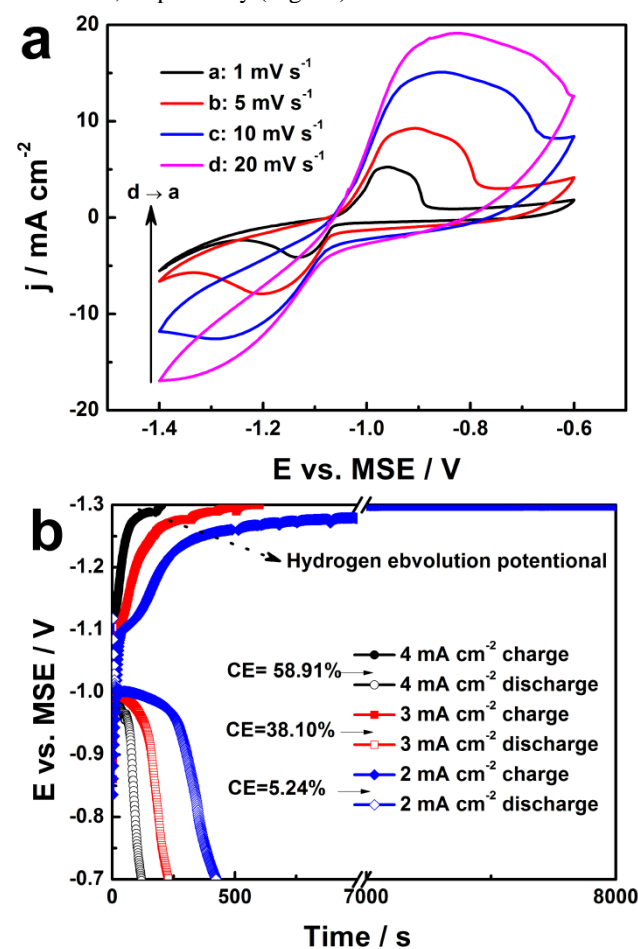 a
20
10
0
-10
-20
j / mA cm⁻²
a: 1 mV s⁻¹
b: 5 mV s⁻¹
c: 10 mV s⁻¹
d: 20 mV s⁻¹
d → a
-1.4
-1.2
-1.0
-0.8
-0.6
E vs. MSE / V
b
-1.3
-1.2
-1.1
-1.0
-0.9
-0.8
-0.7
E vs. MSE / V
Hydrogen ebvolution potentional
CE= 58.91%
CE=38.10%
CE=5.24%
4 mA cm⁻² charge
4 mA cm⁻² discharge
3 mA cm⁻² charge
3 mA cm⁻² discharge
2 mA cm⁻² charge
2 mA cm⁻² discharge
0
500
7000
8000
Time / s